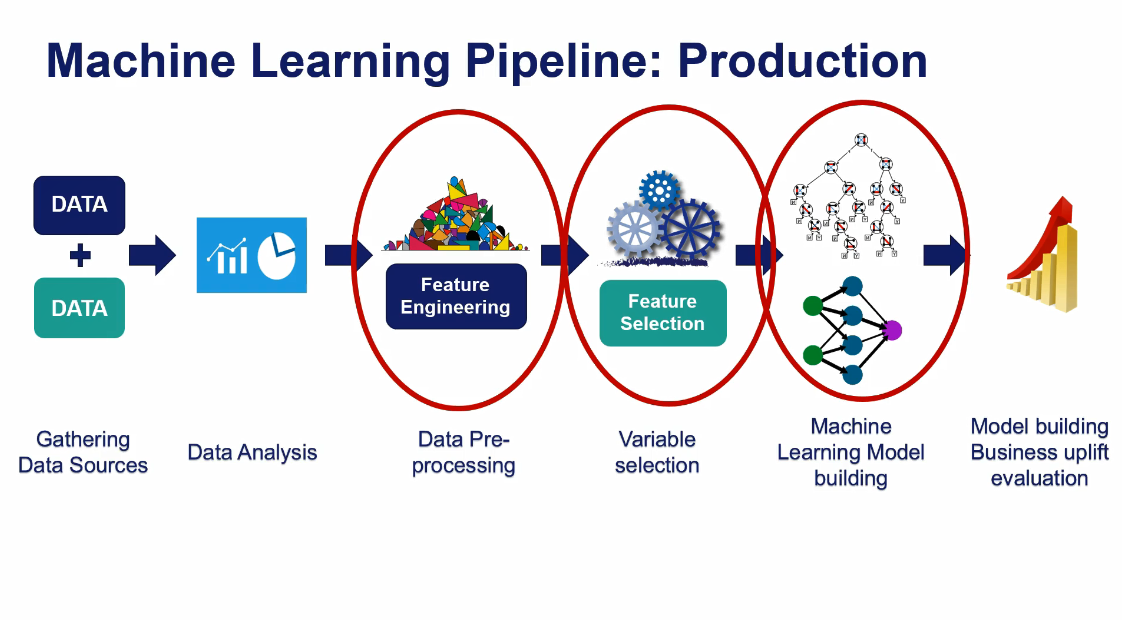 Machine Learning Pipeline: Production
DATA
DATA
Feature
Engineering
Feature
Selection
Gathering
Data Sources
Data Analysis
Data Pre-
processing
Variable
selection
Machine
Learning Model
building
Model building
Business uplift
evaluation